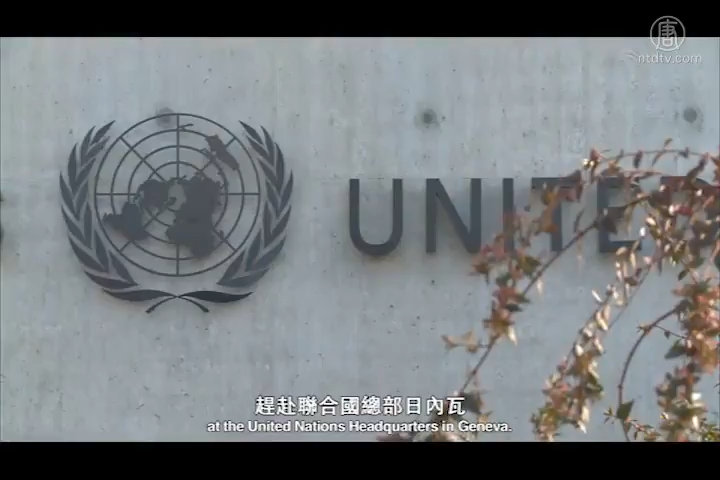 唐
ntdtv.com
UNITED
趕赴聯合國總部日內瓦
at the United Nations Headquarters in Geneva.